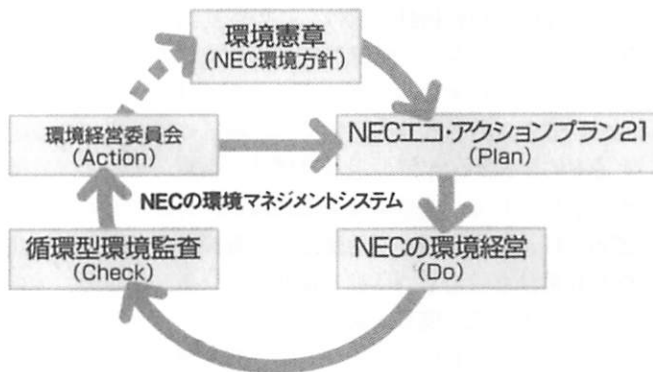 環境憲章
(NEC環境方針)
環境経営委員会
(Action)
NECエコ・アクションプラン21
(Plan)
NECの環境マネジメントシステム
循環型環境監査
(Check)
NECの環境経営
(Do)